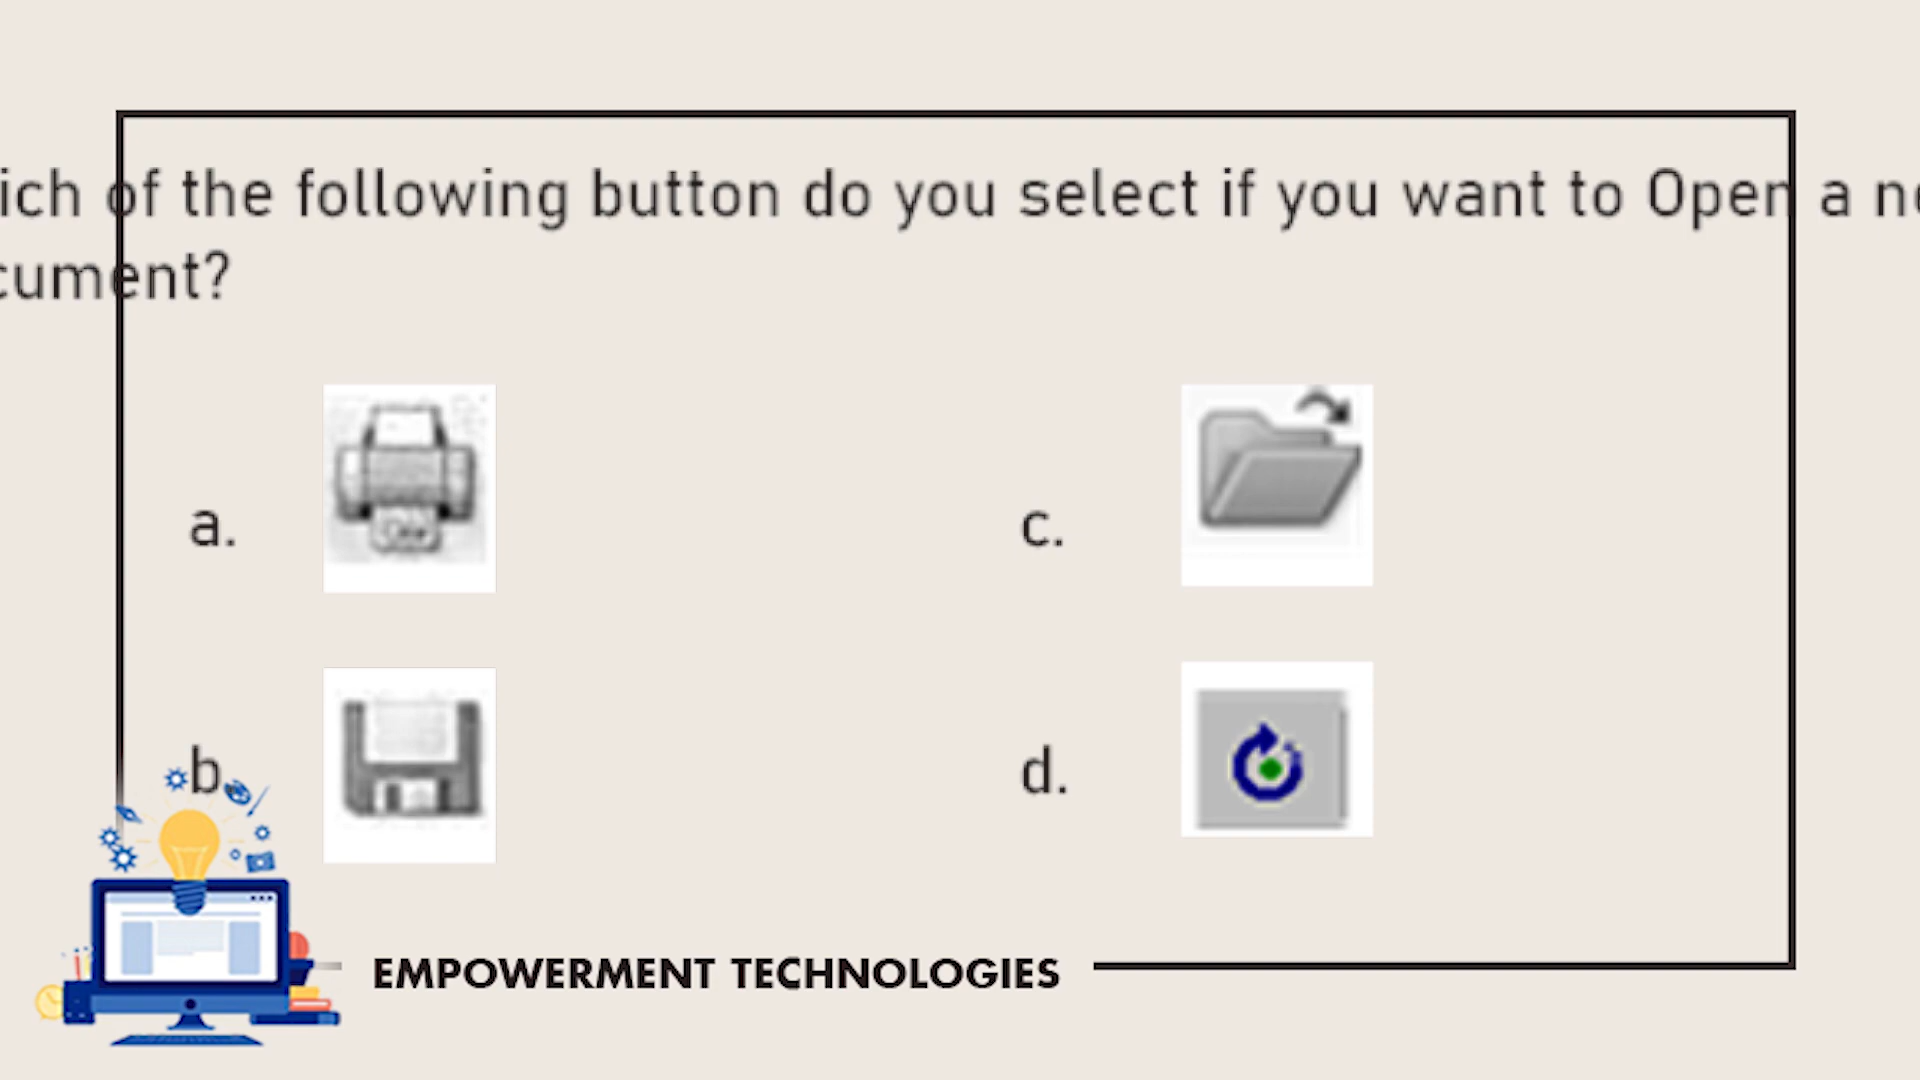 ich of the following button do you select if you want to Open a ne
cument?
a.
c.
b.
d.
EMPOWERMENT TECHNOLOGIES